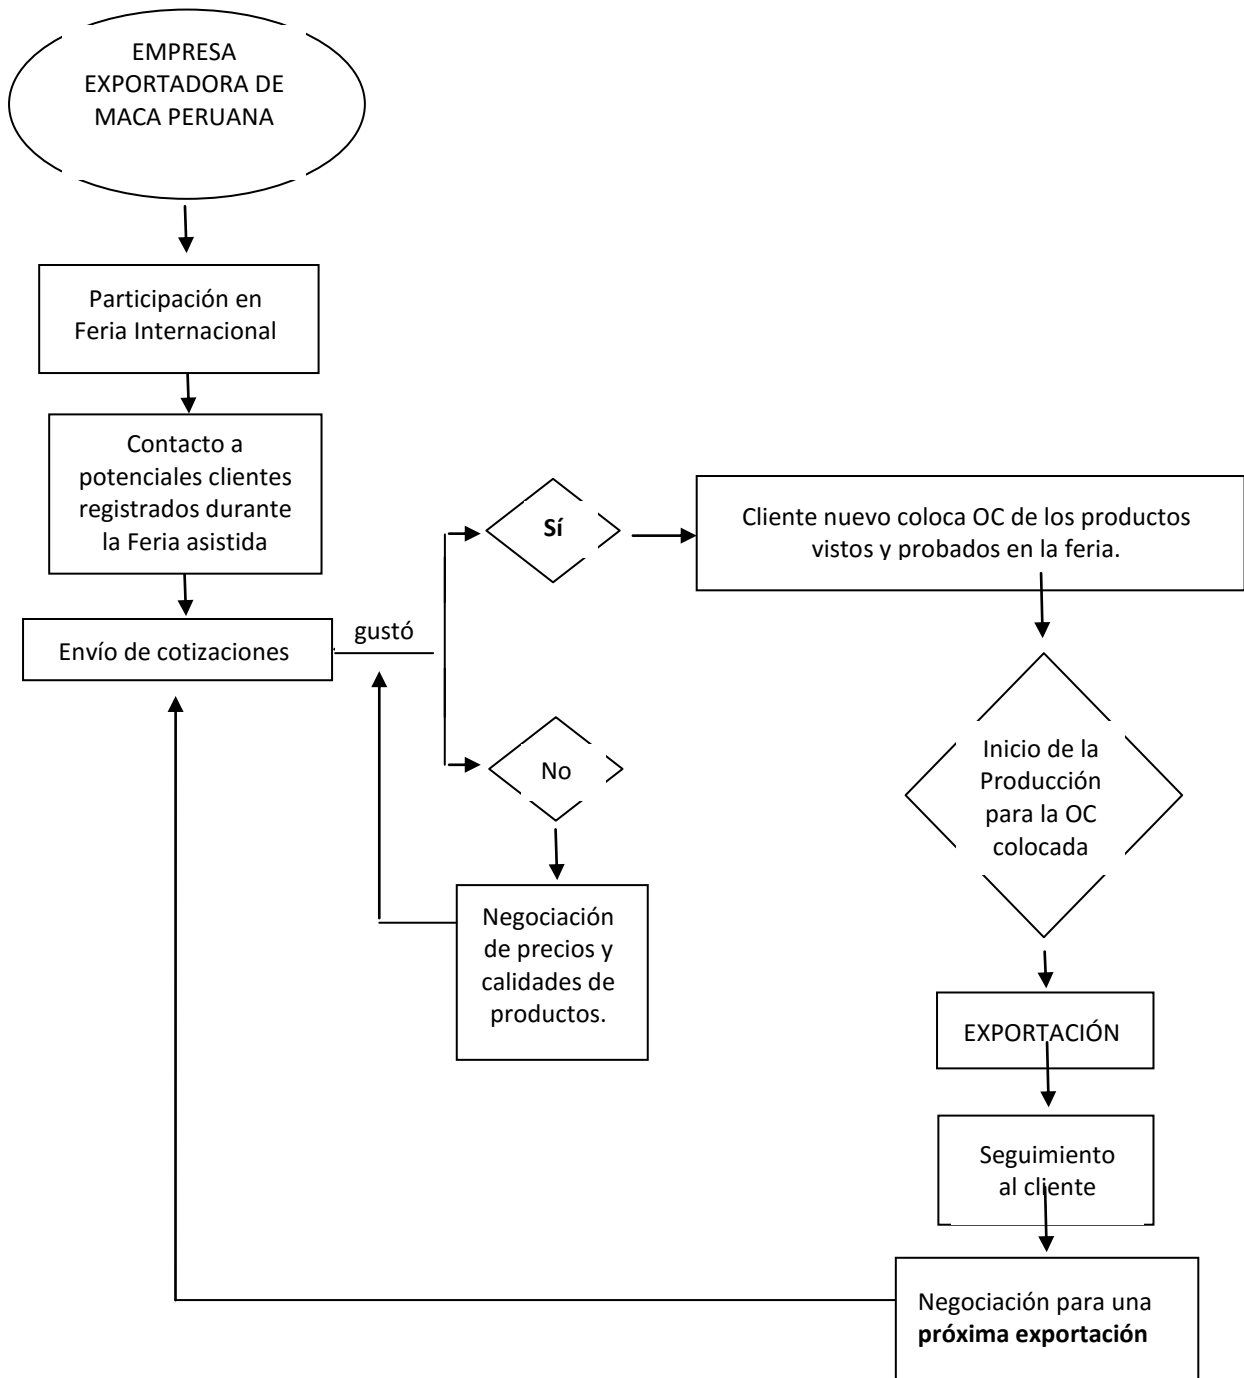 EMPRESA
EXPORTADORA DE
MACA PERUANA
Participación en
Feria Internacional
Contacto a
potenciales clientes
registrados durante
la Feria asistida
Envío de cotizaciones
gustó
Sí
No
Negociación
de precios y
calidades de
productos.
Cliente nuevo coloca OC de los productos
vistos y probados en la feria.
Inicio de la
Producción
para la OC
colocada
EXPORTACIÓN
Seguimiento
al cliente
Negociación para una
próxima exportación